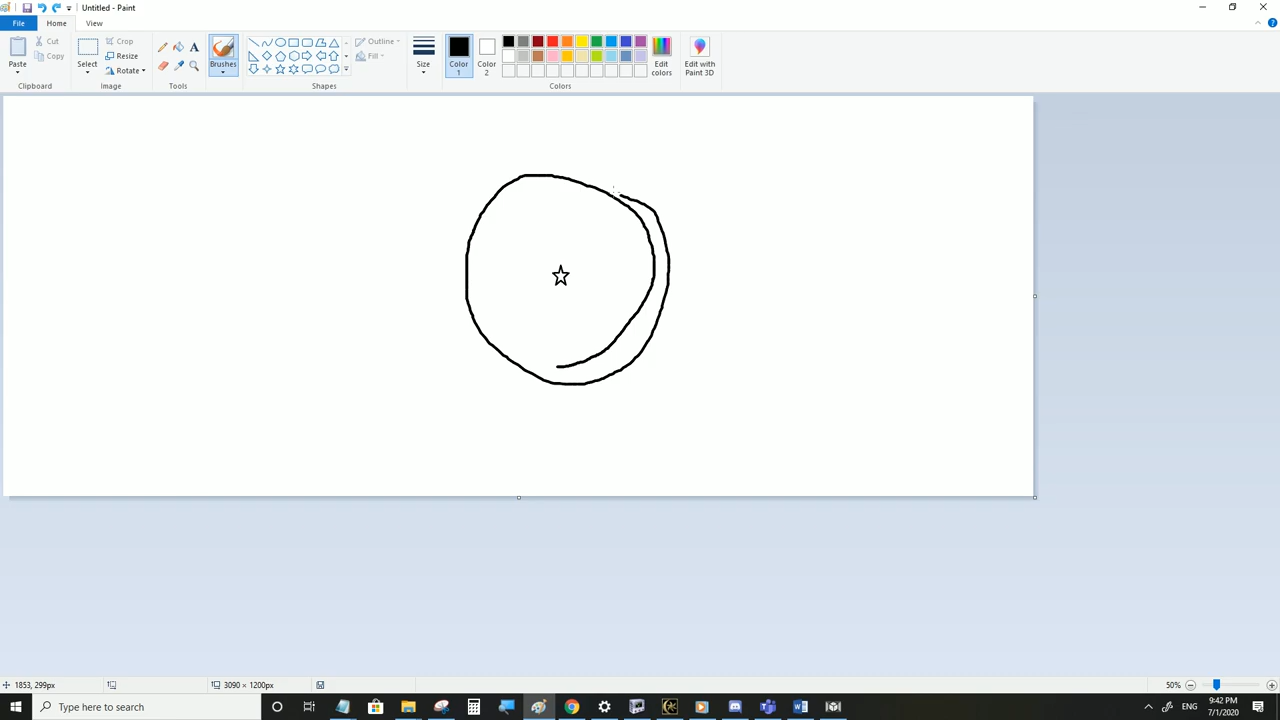 Untitled - Paint
File Home View
Paste
Cut
Copy
Clipboard
Select
Crop
Resize
Rotate
Image
A
Tools
Brushes
Outline
Fill
Shapes
Size
Color 1
Color 2
Edit colors
Edit with Paint 3D
Colors
1853, 299px
3090 × 1200px
50%
Type here to search
ENG
9:42 PM
7/1/2020